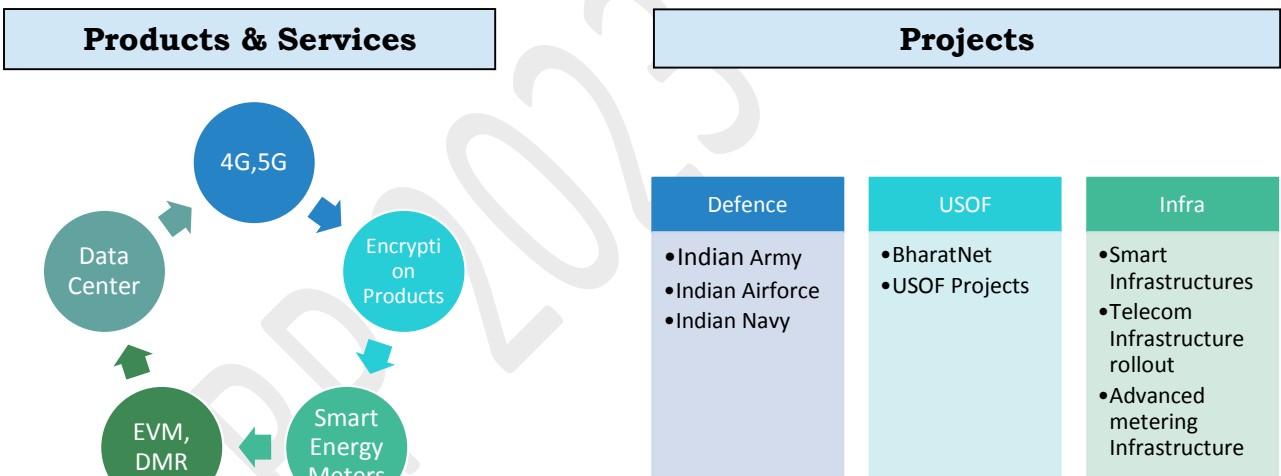 Products & Services
Projects
4G,5G
Encrypti
on
Products
Smart
Energy
Meters
EVM,
DMR
Data
Center
Defence
•Indian Army
•Indian Airforce
•Indian Navy
USOF
•BharatNet
•USOF Projects
Infra
•Smart
Infrastructures
•Telecom
Infrastructure
rollout
•Advanced
metering
Infrastructure